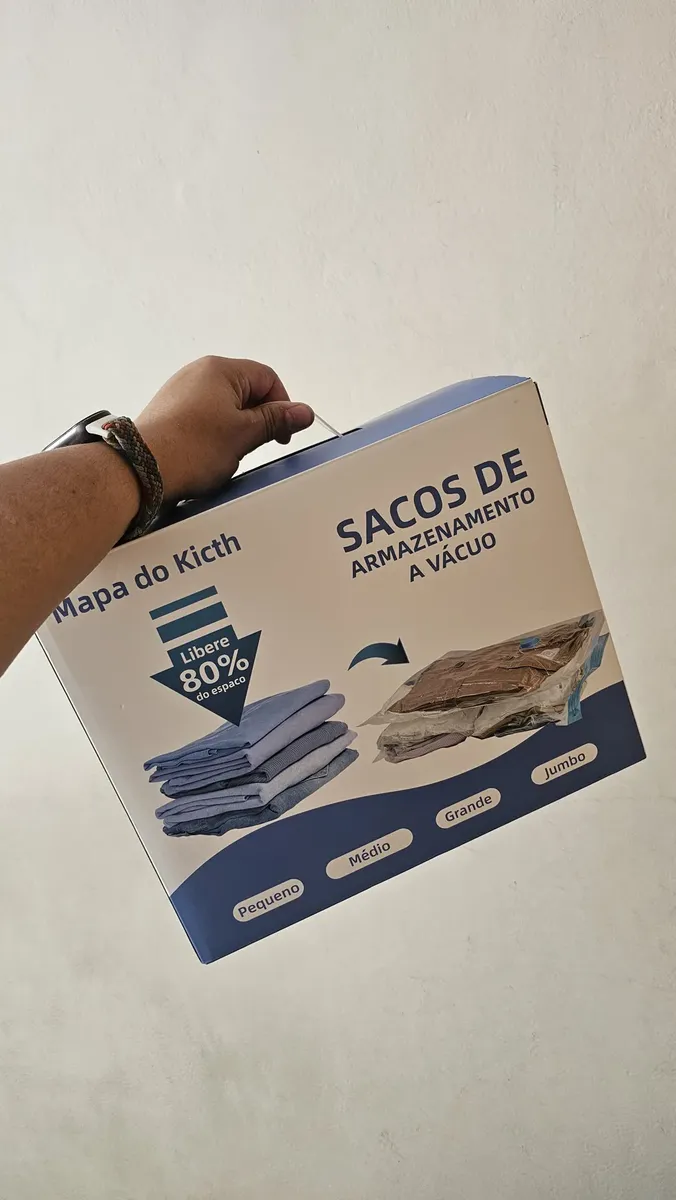 Mapa do Kicth
SACOS DE
ARMAZENAMENTO
A VÁCUO
Libere
80%
do espaco
Pequeno
Médio
Grande
Jumbo